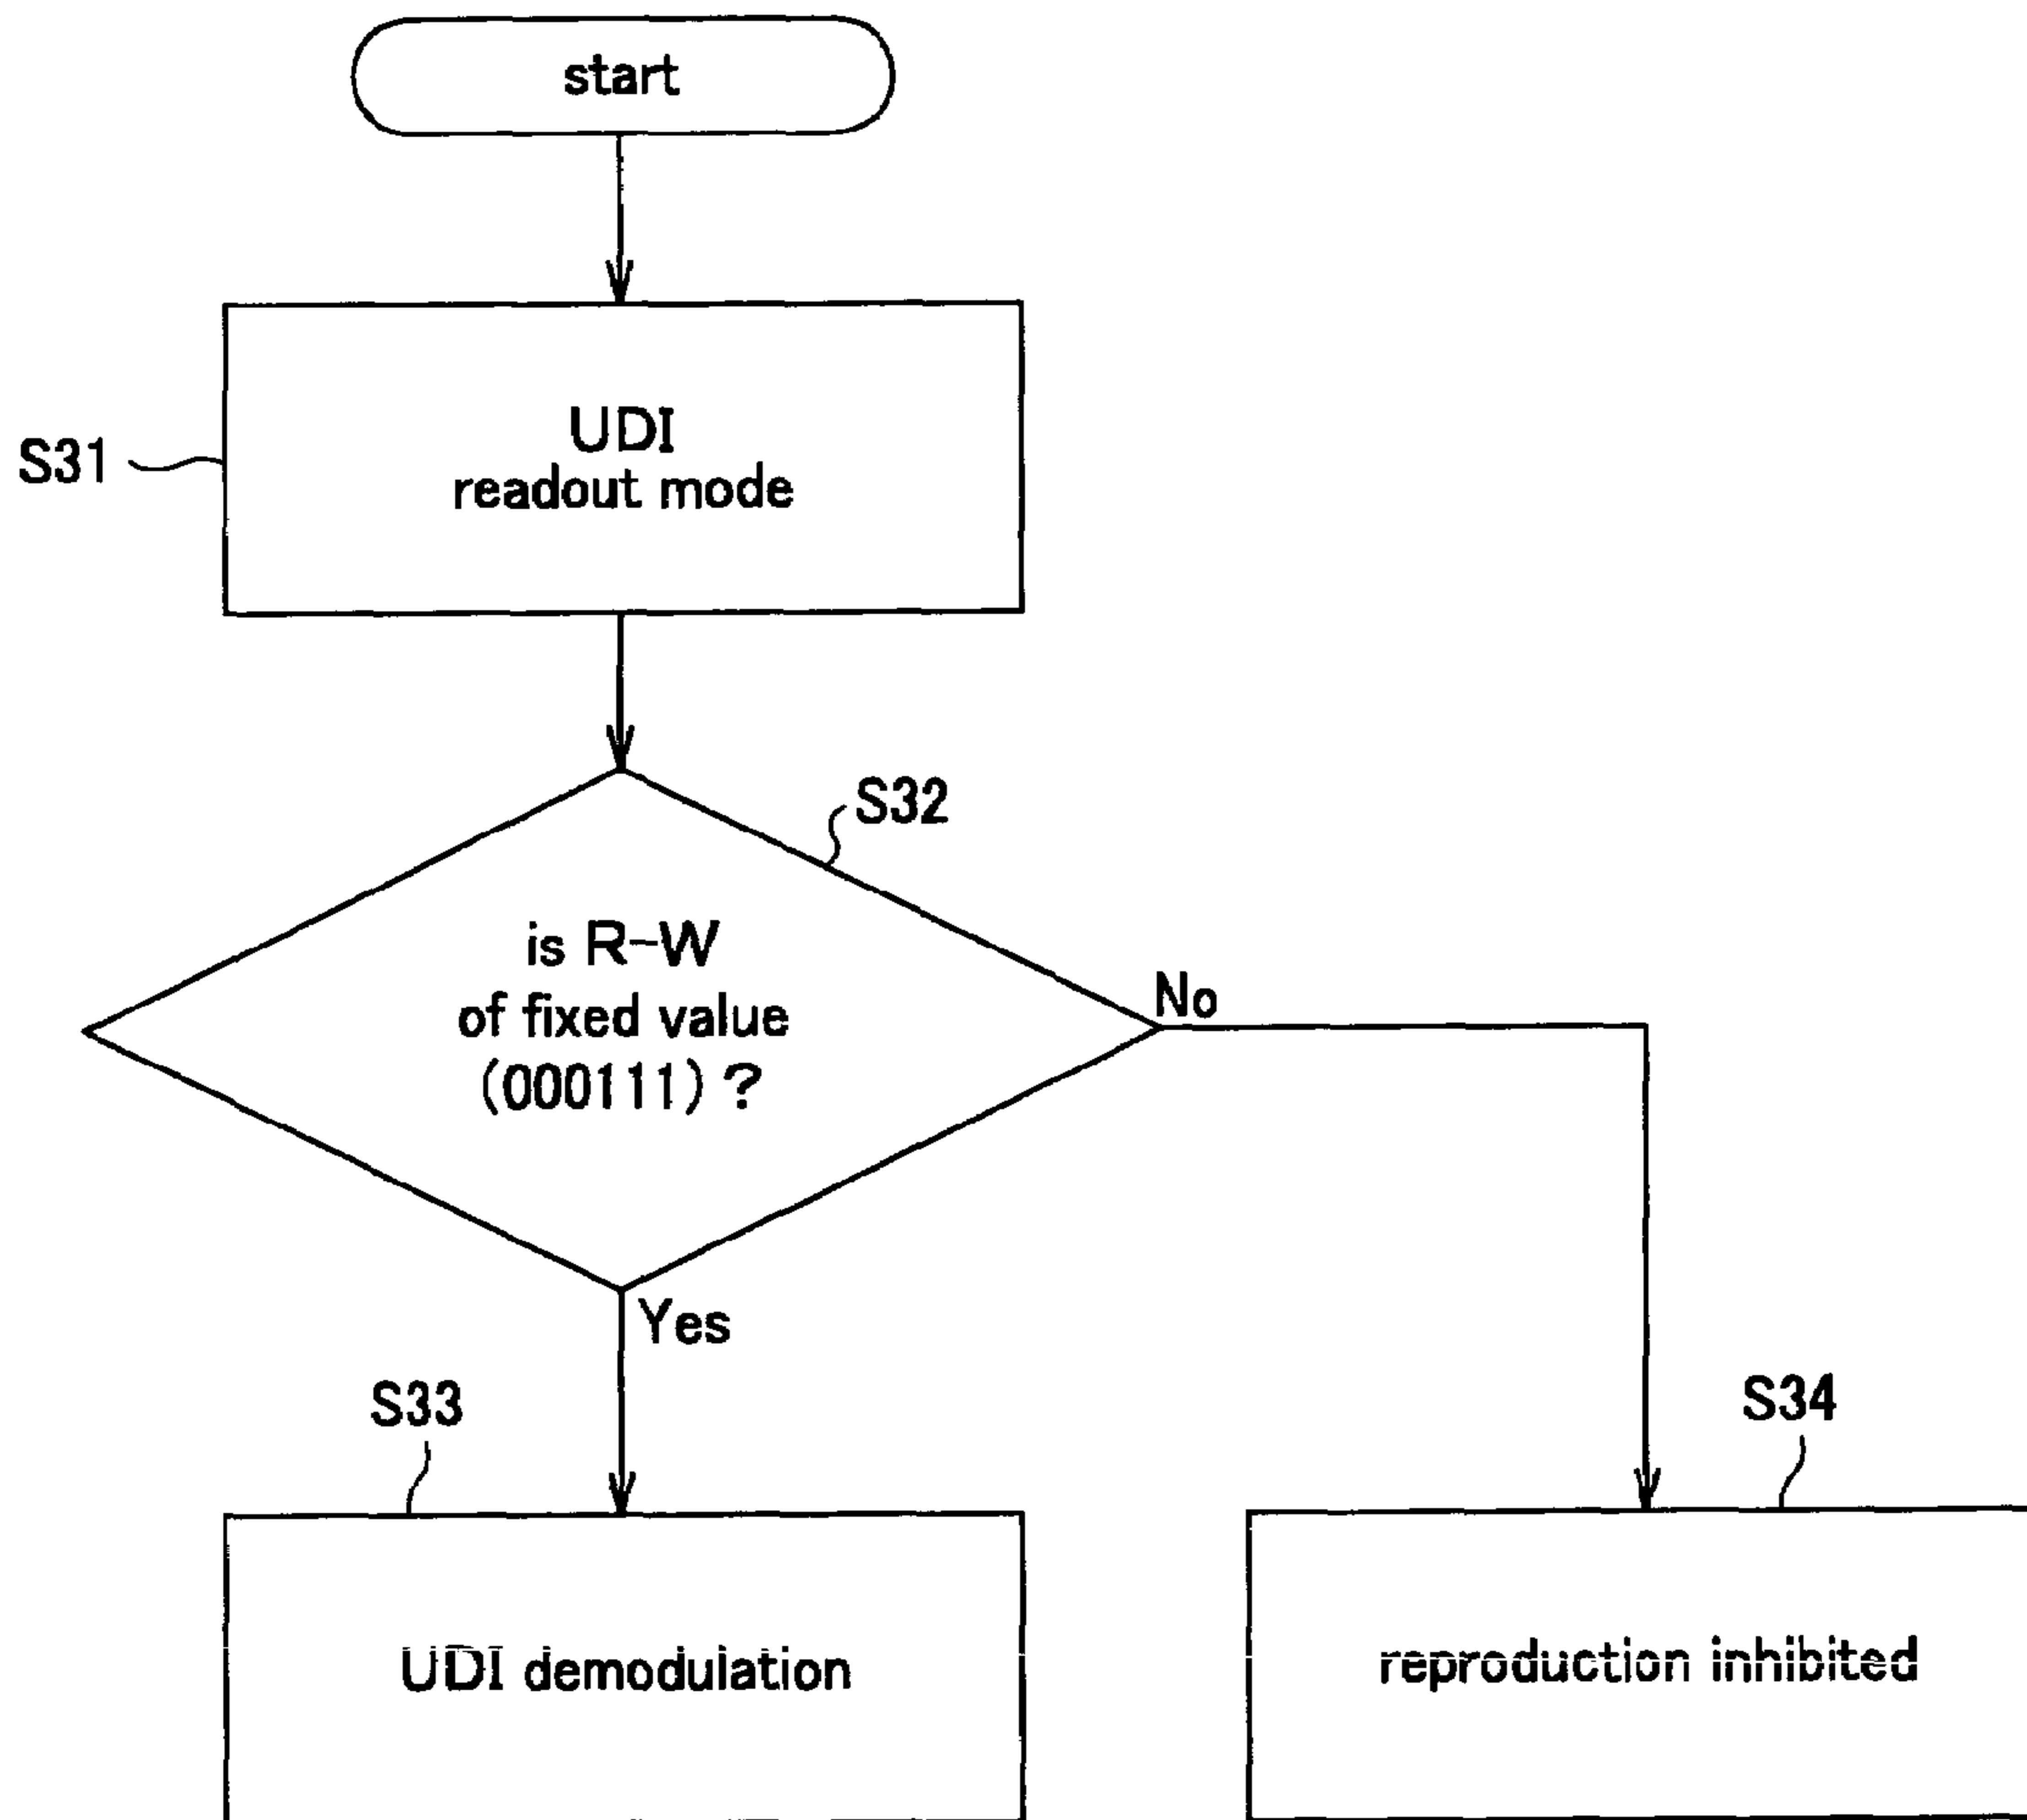 start
S31
UDI
readout mode
S32
is R-W
of fixed value
(000111)?
No
Yes
S33
S34
UDI demodulation
reproduction inhibited